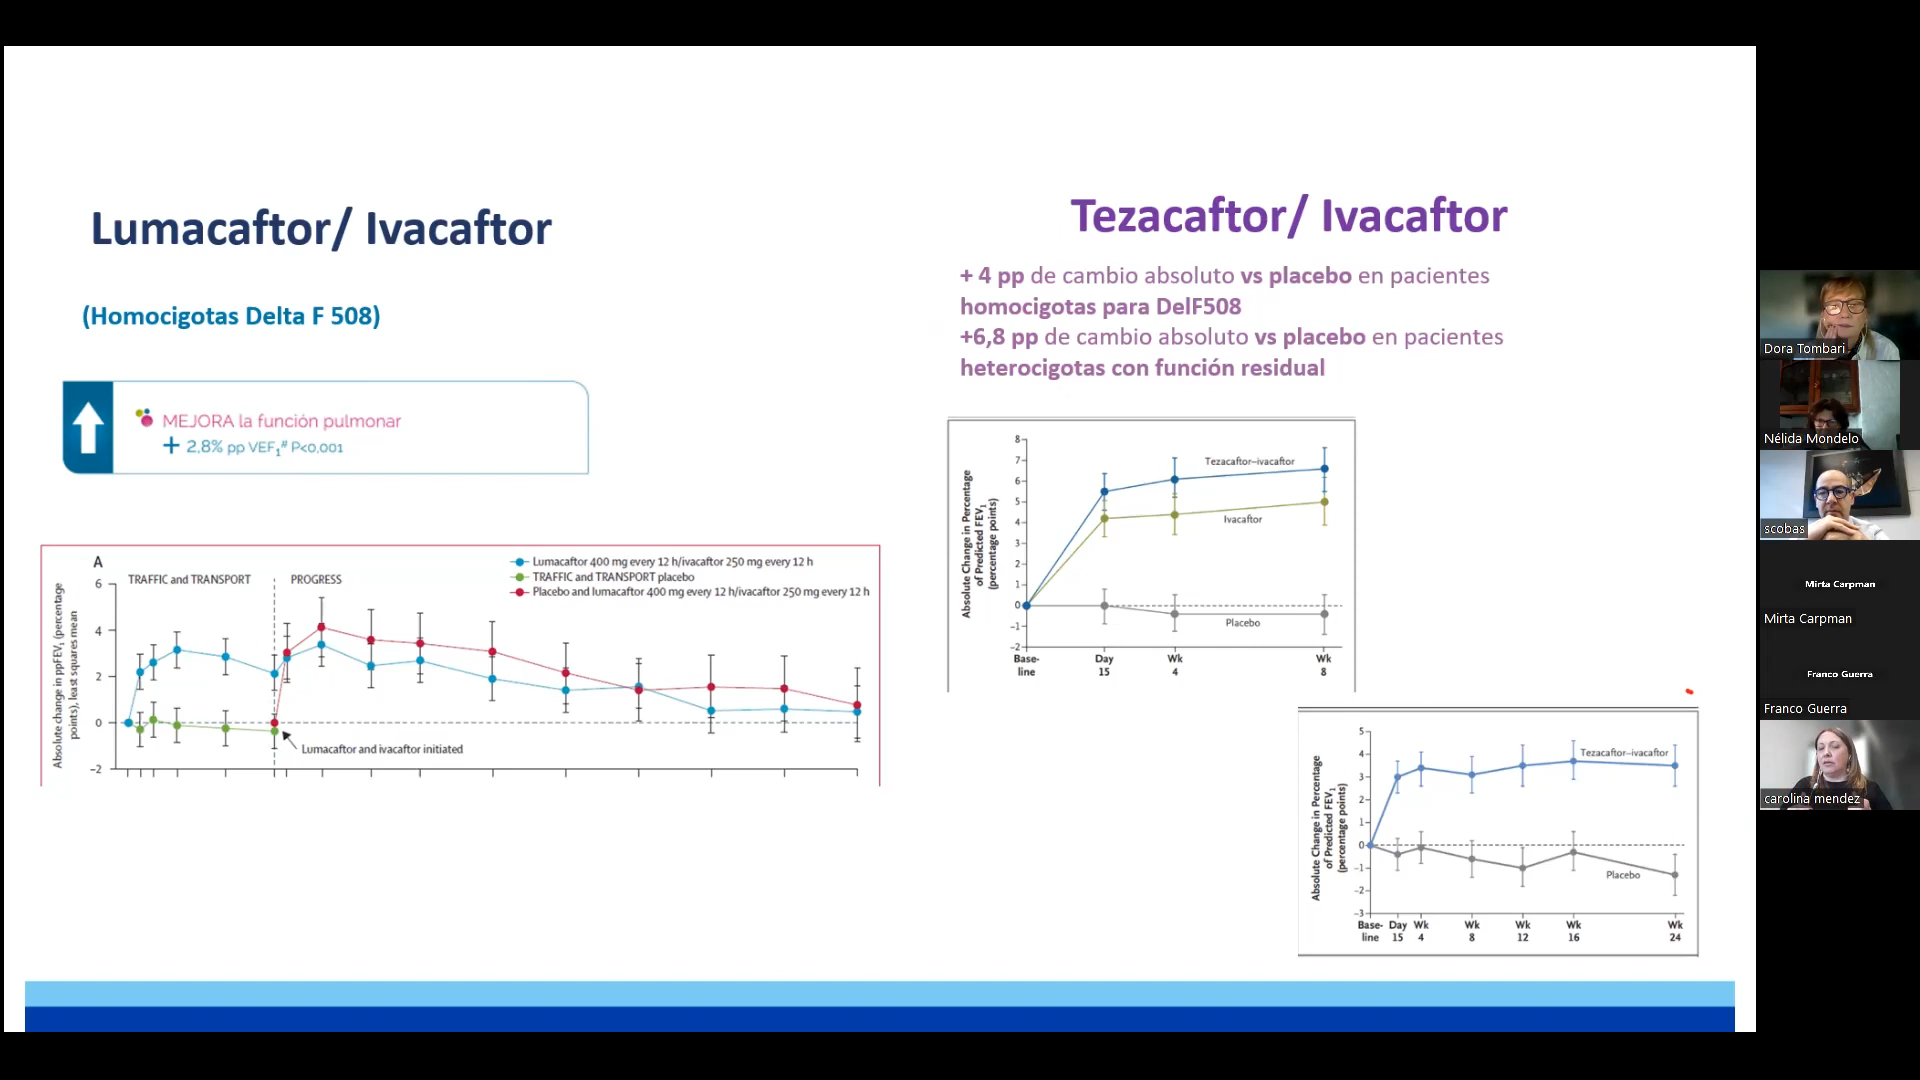 Lumacaftor/ Ivacaftor
(Homocigotas Delta F 508)
MEJORA la función pulmonar
+ 2,8% pp VEF1# P<0,001
A
TRAFFIC and TRANSPORT
PROGRESS
Lumacaftor 400 mg every 12 h/ivacaftor 250 mg every 12 h
TRAFFIC and TRANSPORT placebo
Placebo and lumacaftor 400 mg every 12 h/ivacaftor 250 mg every 12 h
Absolute change in ppFEV1 (percentage
points), least squares mean
6
4
2
0
−2
Lumacaftor and ivacaftor initiated
Tezacaftor/ Ivacaftor
+ 4 pp de cambio absoluto vs placebo en pacientes
homocigotas para DelF508
+6,8 pp de cambio absoluto vs placebo en pacientes
heterocigotas con función residual
Absolute Change in Percentage
of Predicted FEV1
(percentage points)
8
7
6
5
4
3
2
1
0
−1
−2
Tezacaftor–ivacaftor
Ivacaftor
Placebo
Base- Day Wk Wk
line 15 4 8
Absolute Change in Percentage
of Predicted FEV1
(percentage points)
5
4
3
2
1
0
−1
−2
−3
Tezacaftor–ivacaftor
Placebo
Base- Day Wk Wk Wk Wk Wk
line 15 4 8 12 16 24
Dora Tombari
Nélida Mondelo
scobas
Mirta Carpman
Mirta Carpman
Franco Guerra
Franco Guerra
carolina mendez